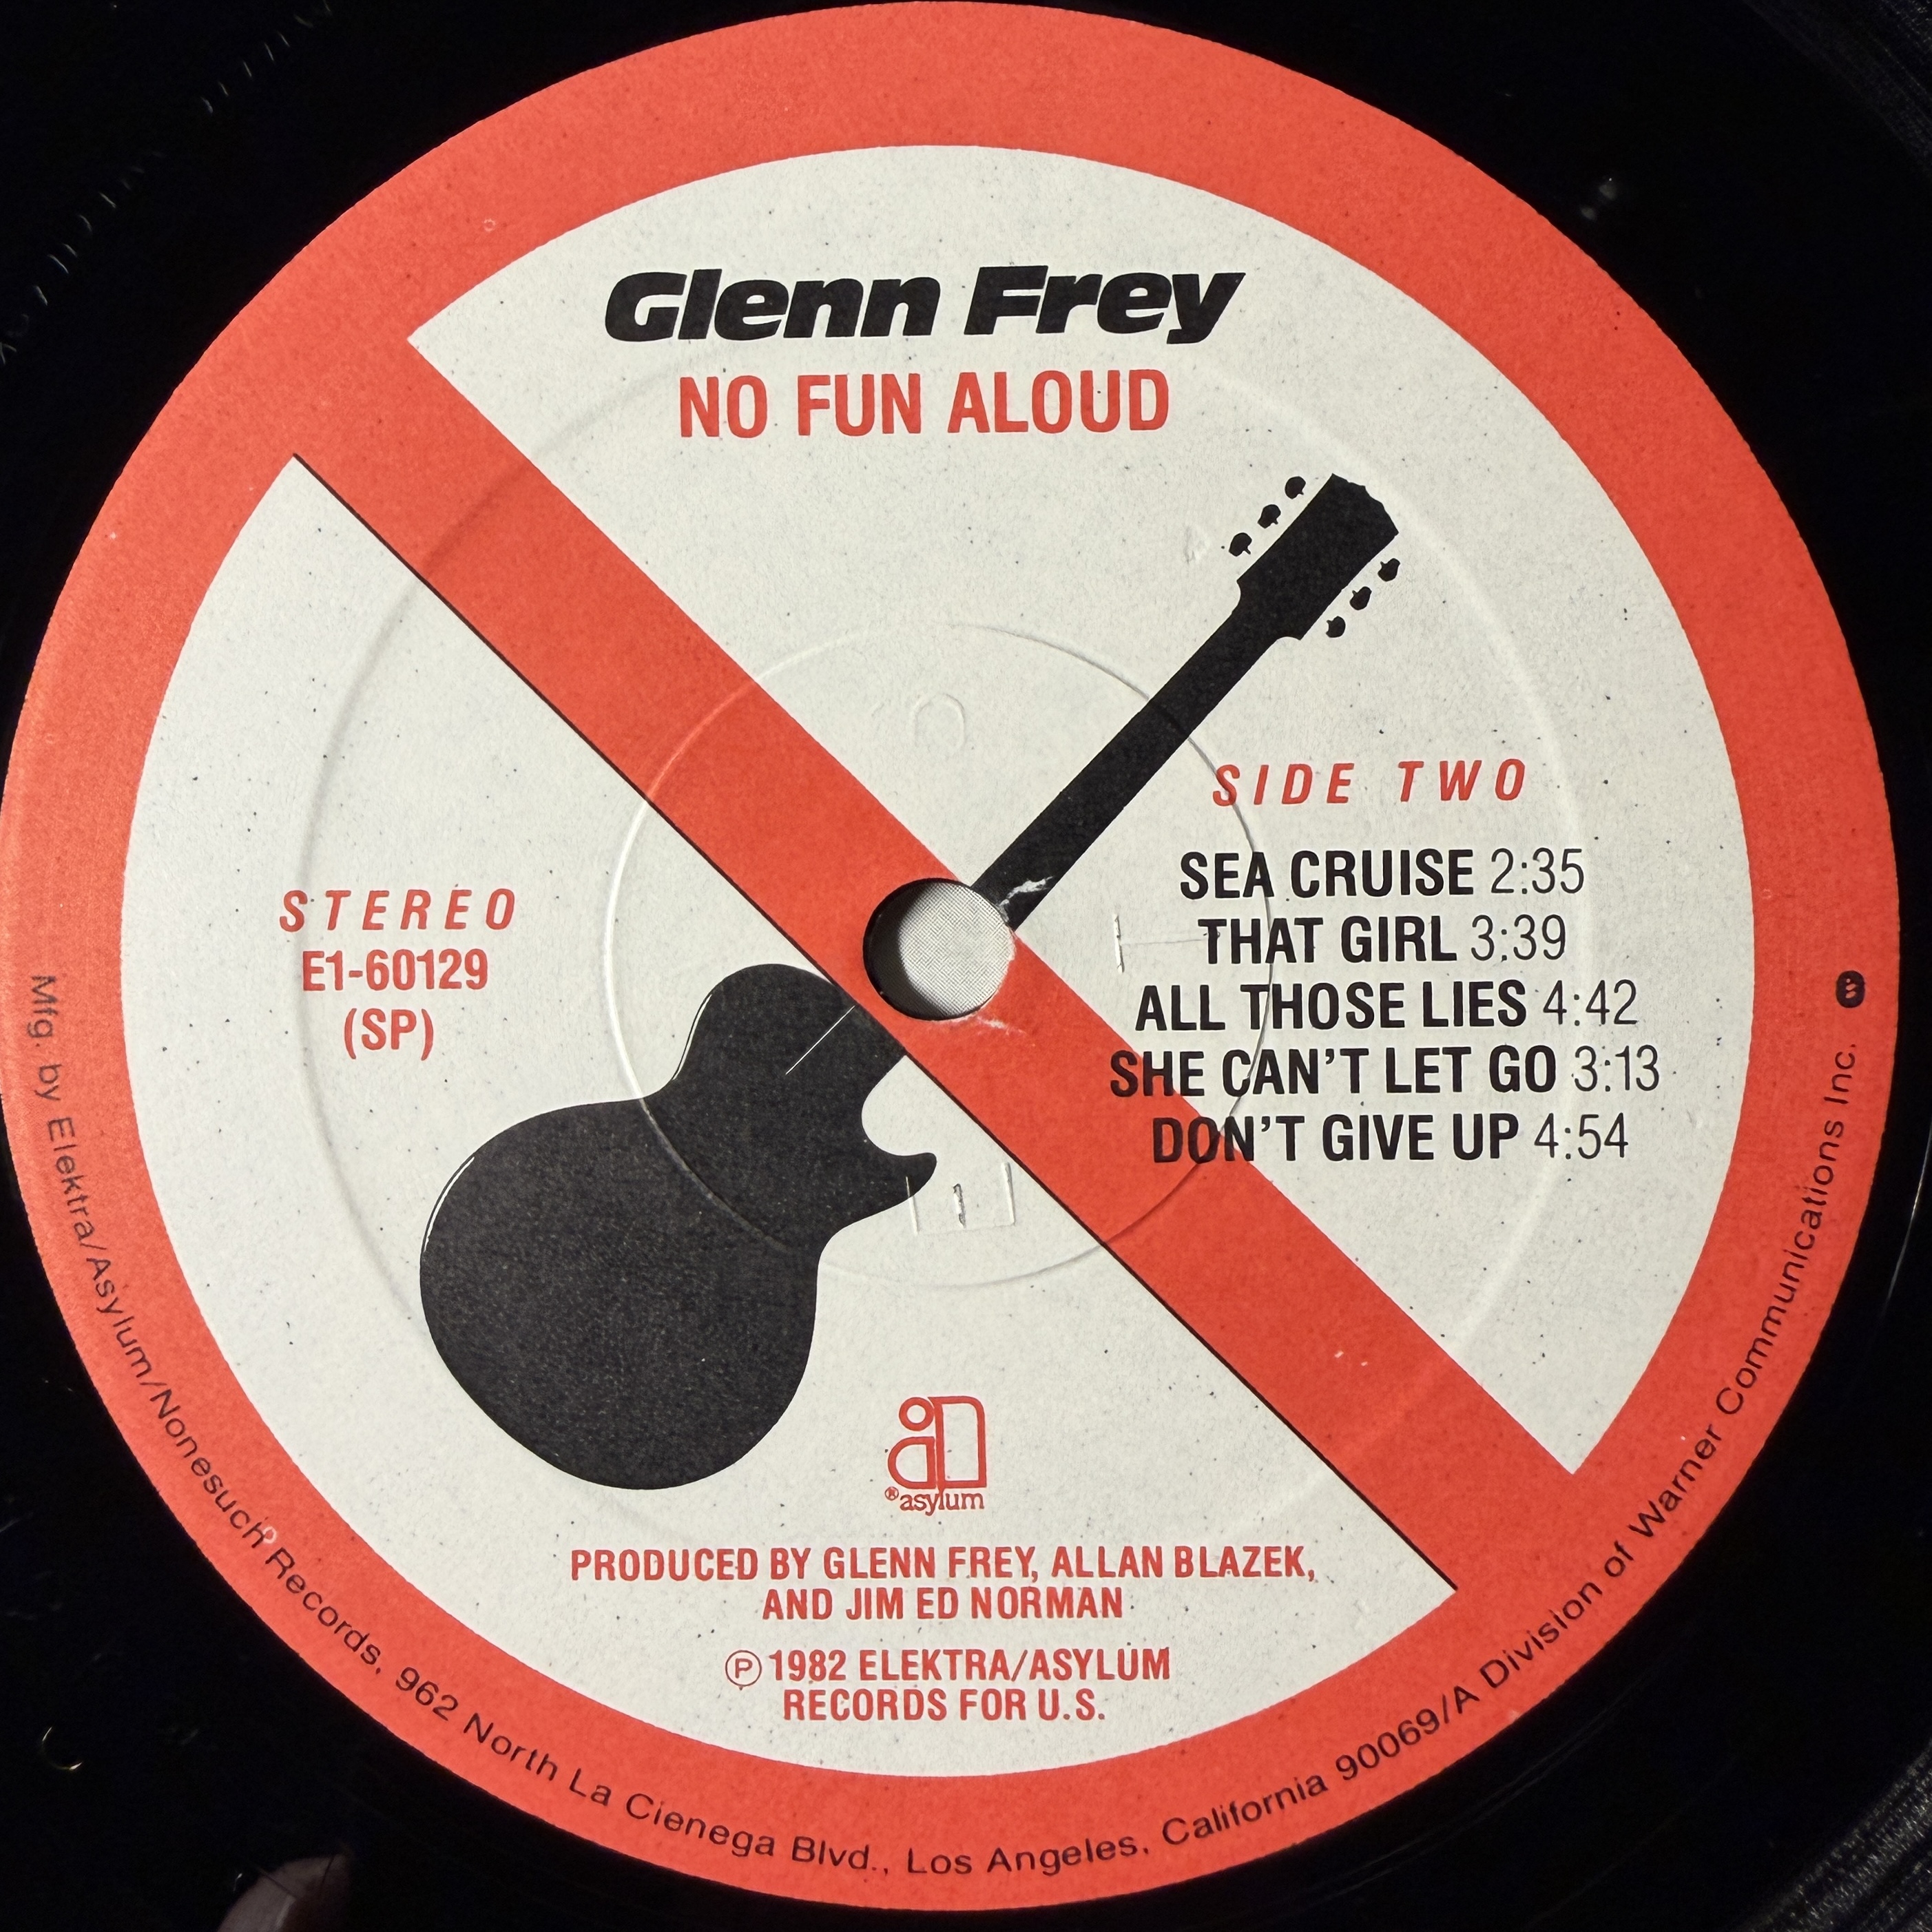 Glenn Frey
NO FUN ALOUD
SIDE TWO
SEA CRUISE 2:35
THAT GIRL 3:39
ALL THOSE LIES 4:42
SHE CAN'T LET GO 3:13
DON'T GIVE UP 4:54
STEREO
E1-60129
(SP)
® asylum
PRODUCED BY GLENN FREY, ALLAN BLAZEK,
AND JIM ED NORMAN
Ⓟ 1982 ELEKTRA/ASYLUM
RECORDS FOR U.S.
Mfg. by Elektra/Asylum/Nonesuch Records, 962 North La Cienega Blvd., Los Angeles, California 90069/A Division of Warner Communications Inc.